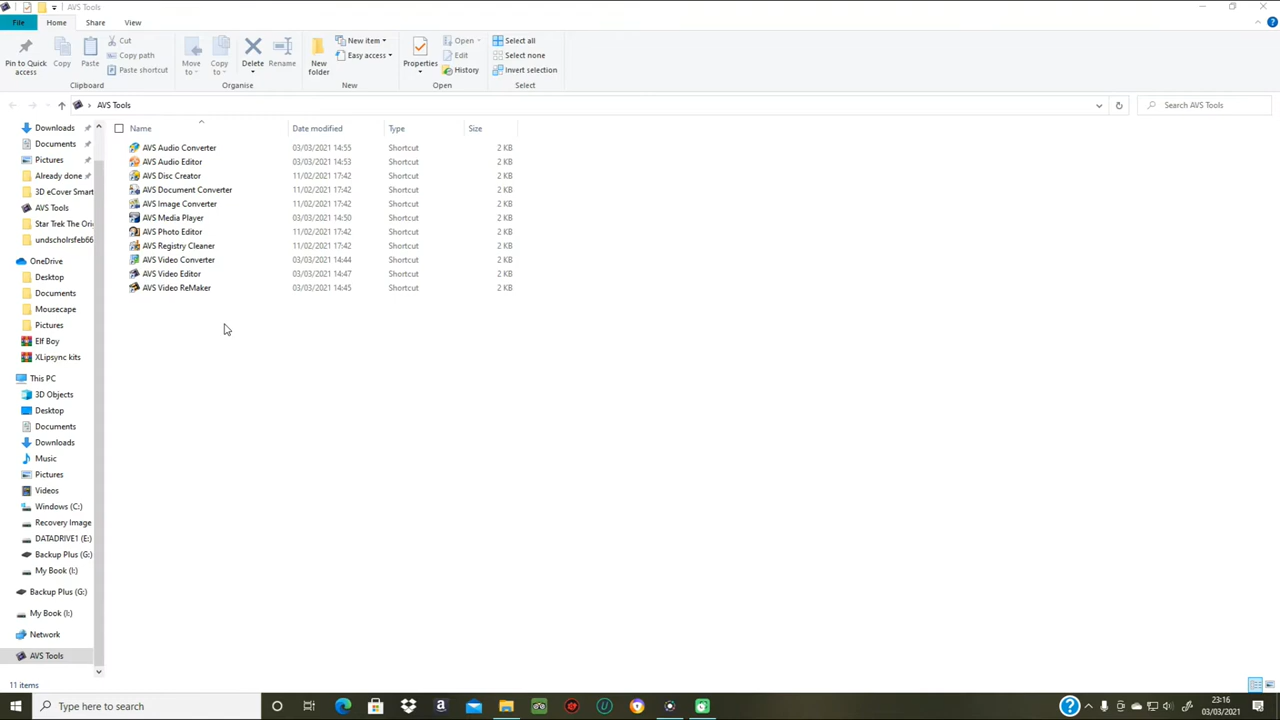 AVS Tools
File Home Share View
Pin to Quick access
Copy
Paste
Cut
Copy path
Paste shortcut
Move to
Copy to
Delete
Rename
New folder
New item
Easy access
Properties
Open
Edit
History
Select all
Select none
Invert selection
Clipboard Organise New Open Select
AVS Tools
Search AVS Tools
Name Date modified Type Size
AVS Audio Converter 03/03/2021 14:55 Shortcut 2 KB
AVS Audio Editor 03/03/2021 14:53 Shortcut 2 KB
AVS Disc Creator 11/02/2021 17:42 Shortcut 2 KB
AVS Document Converter 11/02/2021 17:42 Shortcut 2 KB
AVS Image Converter 11/02/2021 17:42 Shortcut 2 KB
AVS Media Player 03/03/2021 14:50 Shortcut 2 KB
AVS Photo Editor 11/02/2021 17:42 Shortcut 2 KB
AVS Registry Cleaner 11/02/2021 17:42 Shortcut 2 KB
AVS Video Converter 03/03/2021 14:44 Shortcut 2 KB
AVS Video Editor 03/03/2021 14:47 Shortcut 2 KB
AVS Video ReMaker 03/03/2021 14:45 Shortcut 2 KB
Downloads
Documents
Pictures
Already done
3D eCover Smart
AVS Tools
Star Trek The Ori
undscholrsfeb66
OneDrive
Desktop
Documents
Mousecape
Pictures
Elf Boy
XLipsync kits
This PC
3D Objects
Desktop
Documents
Downloads
Music
Pictures
Videos
Windows (C:)
Recovery Image
DATADRIVE1 (E:)
Backup Plus (G:)
My Book (I:)
Backup Plus (G:)
My Book (I:)
Network
AVS Tools
11 items
Type here to search
23:16
03/03/2021